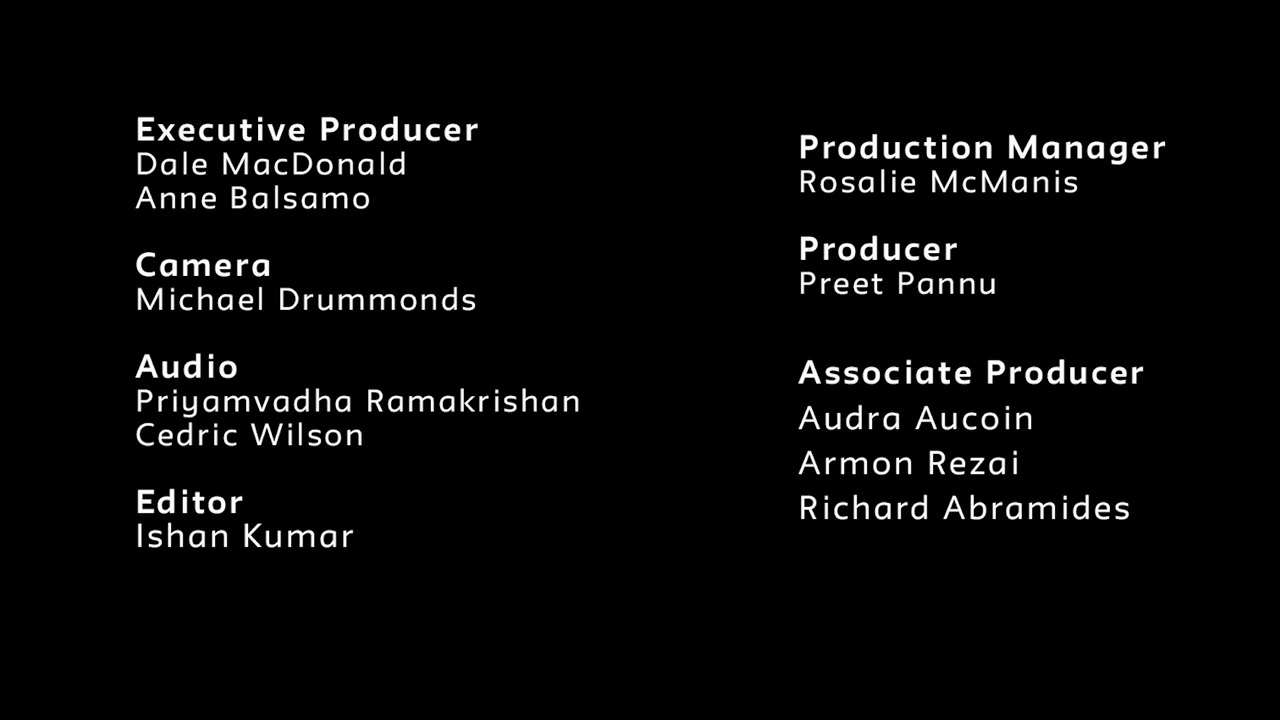 Executive Producer
Dale MacDonald
Anne Balsamo
Camera
Michael Drummonds
Audio
Priyamvadha Ramakrishan
Cedric Wilson
Editor
Ishan Kumar
Production Manager
Rosalie McManis
Producer
Preet Pannu
Associate Producer
Audra Aucoin
Armon Rezai
Richard Abramides